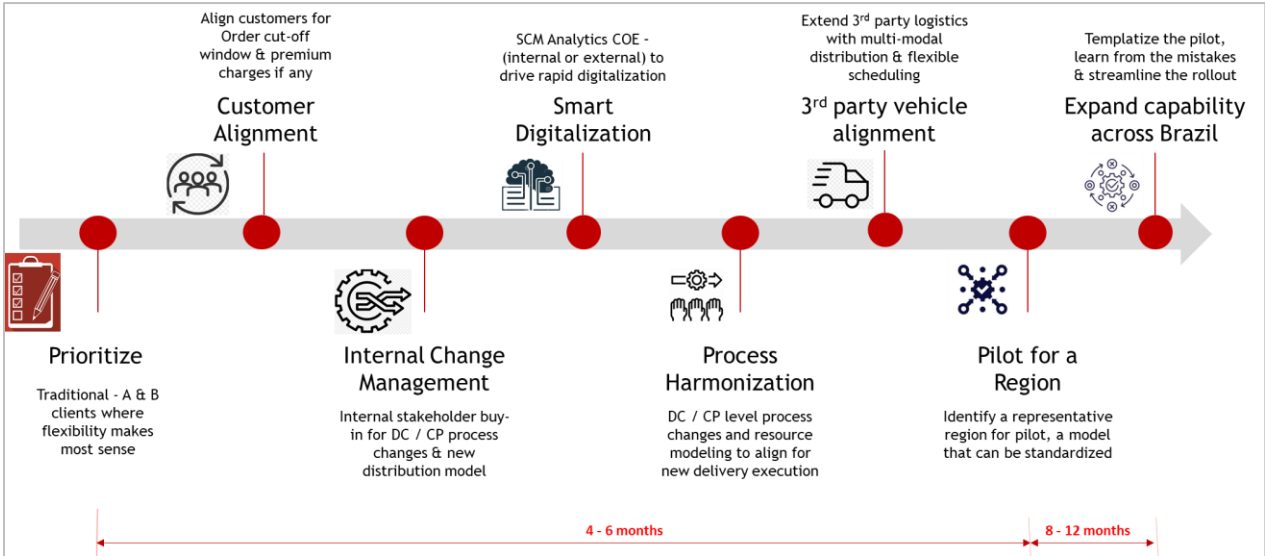 Align customers for
Order cut-off
window & premium
charges if any
Customer
Alignment
SCM Analytics COE -
(internal or external) to
drive rapid digitalization
Smart
Digitalization
Extend 3rd party logistics
with multi-modal
distribution & flexible
scheduling
3rd party vehicle
alignment
Templatize the pilot,
learn from the mistakes
& streamline the rollout
Expand capability
across Brazil
Prioritize
Traditional - A & B
clients where
flexibility makes
most sense
Internal Change
Management
Internal stakeholder buy-
in for DC / CP process
changes & new
distribution model
Process
Harmonization
DC / CP level process
changes and resource
modeling to align for
new delivery execution
Pilot for a
Region
Identify a representative
region for pilot, a model
that can be standardized
4 - 6 months
8 - 12 months